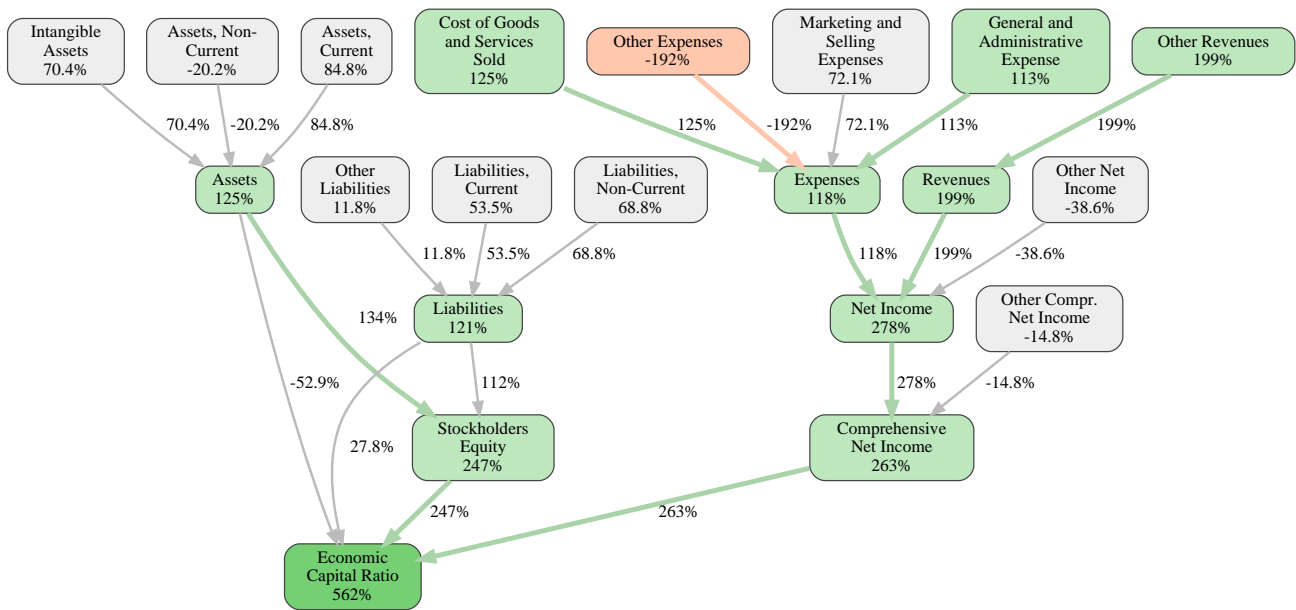 Intangible
Assets
70.4%
Assets, Non-
Current
-20.2%
Assets,
Current
84.8%
Cost of Goods
and Services
Sold
125%
Other Expenses
-192%
Marketing and
Selling
Expenses
72.1%
General and
Administrative
Expense
113%
Other Revenues
199%
70.4%
-20.2%
84.8%
125%
-192%
72.1%
113%
199%
Assets
125%
Other
Liabilities
11.8%
Liabilities,
Current
53.5%
Liabilities,
Non-Current
68.8%
Expenses
118%
Revenues
199%
Other Net
Income
-38.6%
11.8%
53.5%
68.8%
118%
199%
-38.6%
134%
Liabilities
121%
Net Income
278%
Other Compr.
Net Income
-14.8%
-52.9%
112%
278%
-14.8%
27.8%
Stockholders
Equity
247%
Comprehensive
Net Income
263%
247%
263%
Economic
Capital Ratio
562%